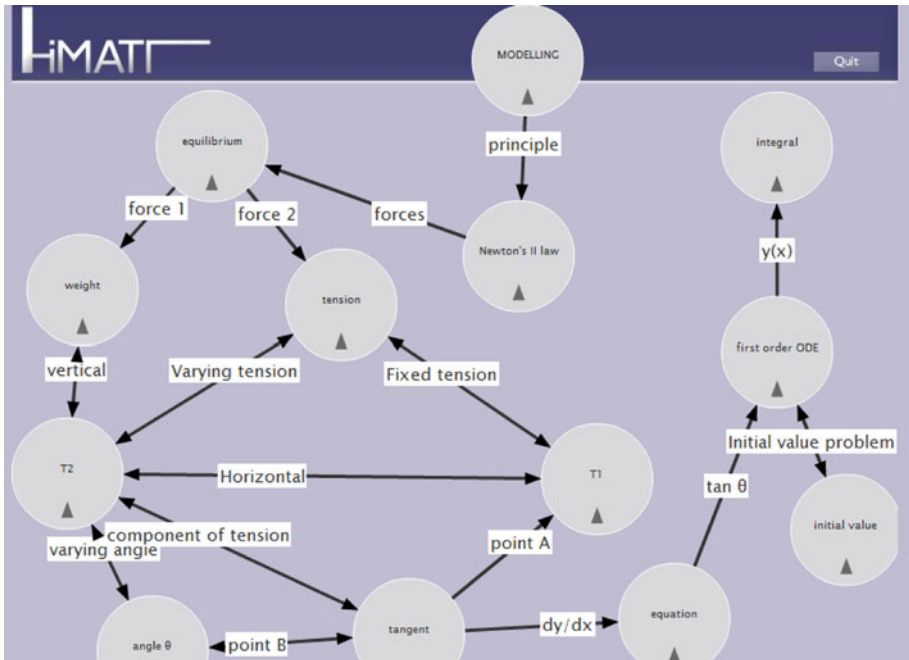 HiMATT
MODELLING
Quit
principle
equilibrium
integral
force 1
force 2
forces
Newton's II law
y(x)
weight
tension
first order ODE
vertical
Varying tension
Fixed tension
Initial value problem
T2
Horizontal
T1
tan θ
initial value
component of tension
varying angle
point A
equation
dy/dx
tangent
point B
angle θ